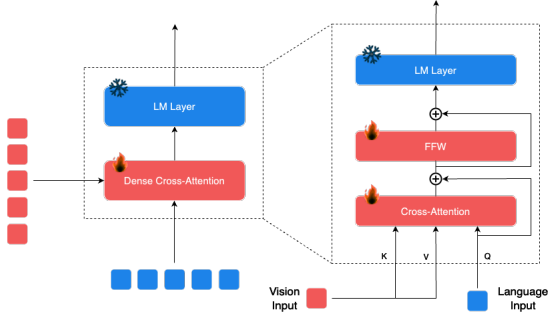 LM Layer
Dense Cross-Attention
LM Layer
FFW
Cross-Attention
K
V
Q
Vision
Input
Language
Input